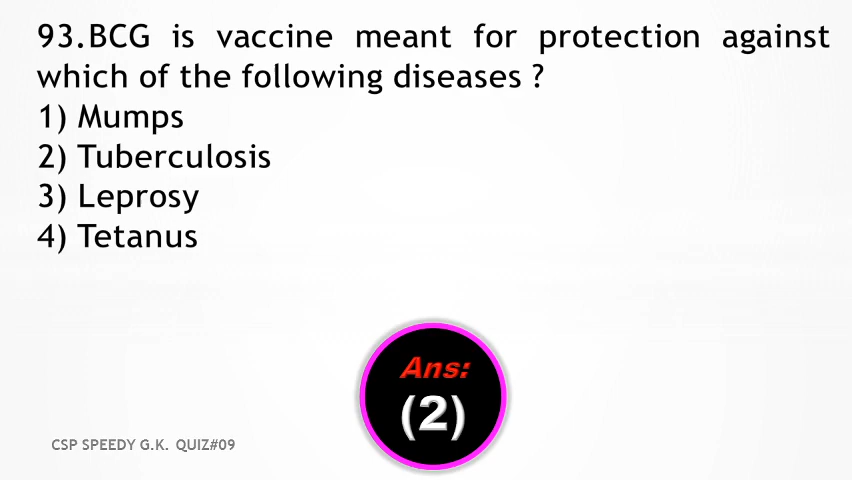 93.BCG is vaccine meant for protection against
which of the following diseases ?
1) Mumps
2) Tuberculosis
3) Leprosy
4) Tetanus
Ans:
(2)
CSP SPEEDY G.K. QUIZ#09